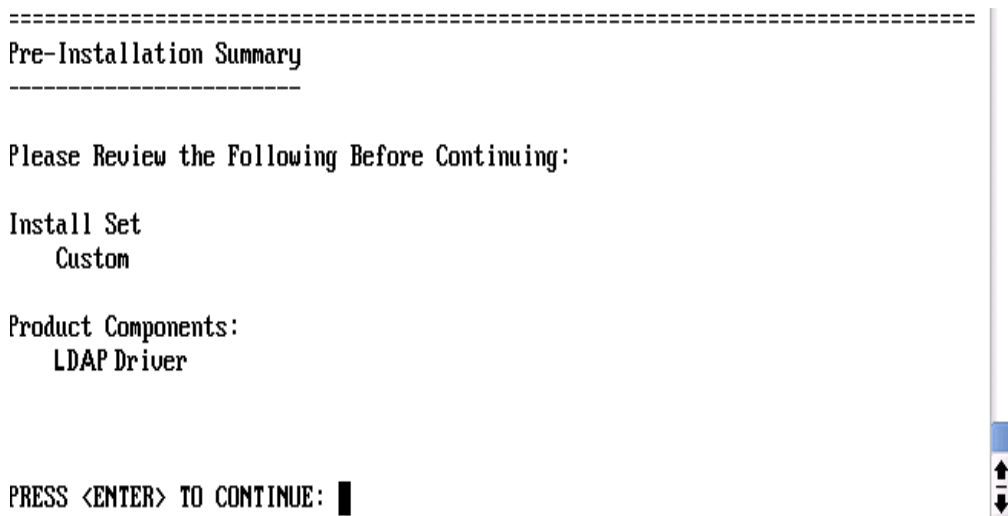 =================================================================================
Pre-Installation Summary
------------------------
Please Review the Following Before Continuing:
Install Set
Custom
Product Components:
LDAP Driver
PRESS <ENTER> TO CONTINUE: